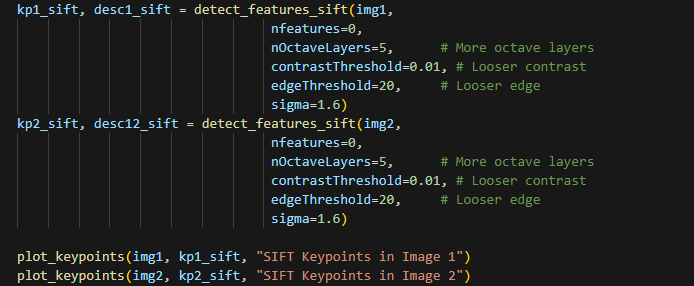 kp1_sift, desc1_sift = detect_features_sift(img1,
nfeatures=0,
nOctaveLayers=5,      # More octave layers
contrastThreshold=0.01, # Looser contrast
edgeThreshold=20,     # Looser edge
sigma=1.6)
kp2_sift, desc12_sift = detect_features_sift(img2,
nfeatures=0,
nOctaveLayers=5,      # More octave layers
contrastThreshold=0.01, # Looser contrast
edgeThreshold=20,     # Looser edge
sigma=1.6)
plot_keypoints(img1, kp1_sift, "SIFT Keypoints in Image 1")
plot_keypoints(img2, kp2_sift, "SIFT Keypoints in Image 2")